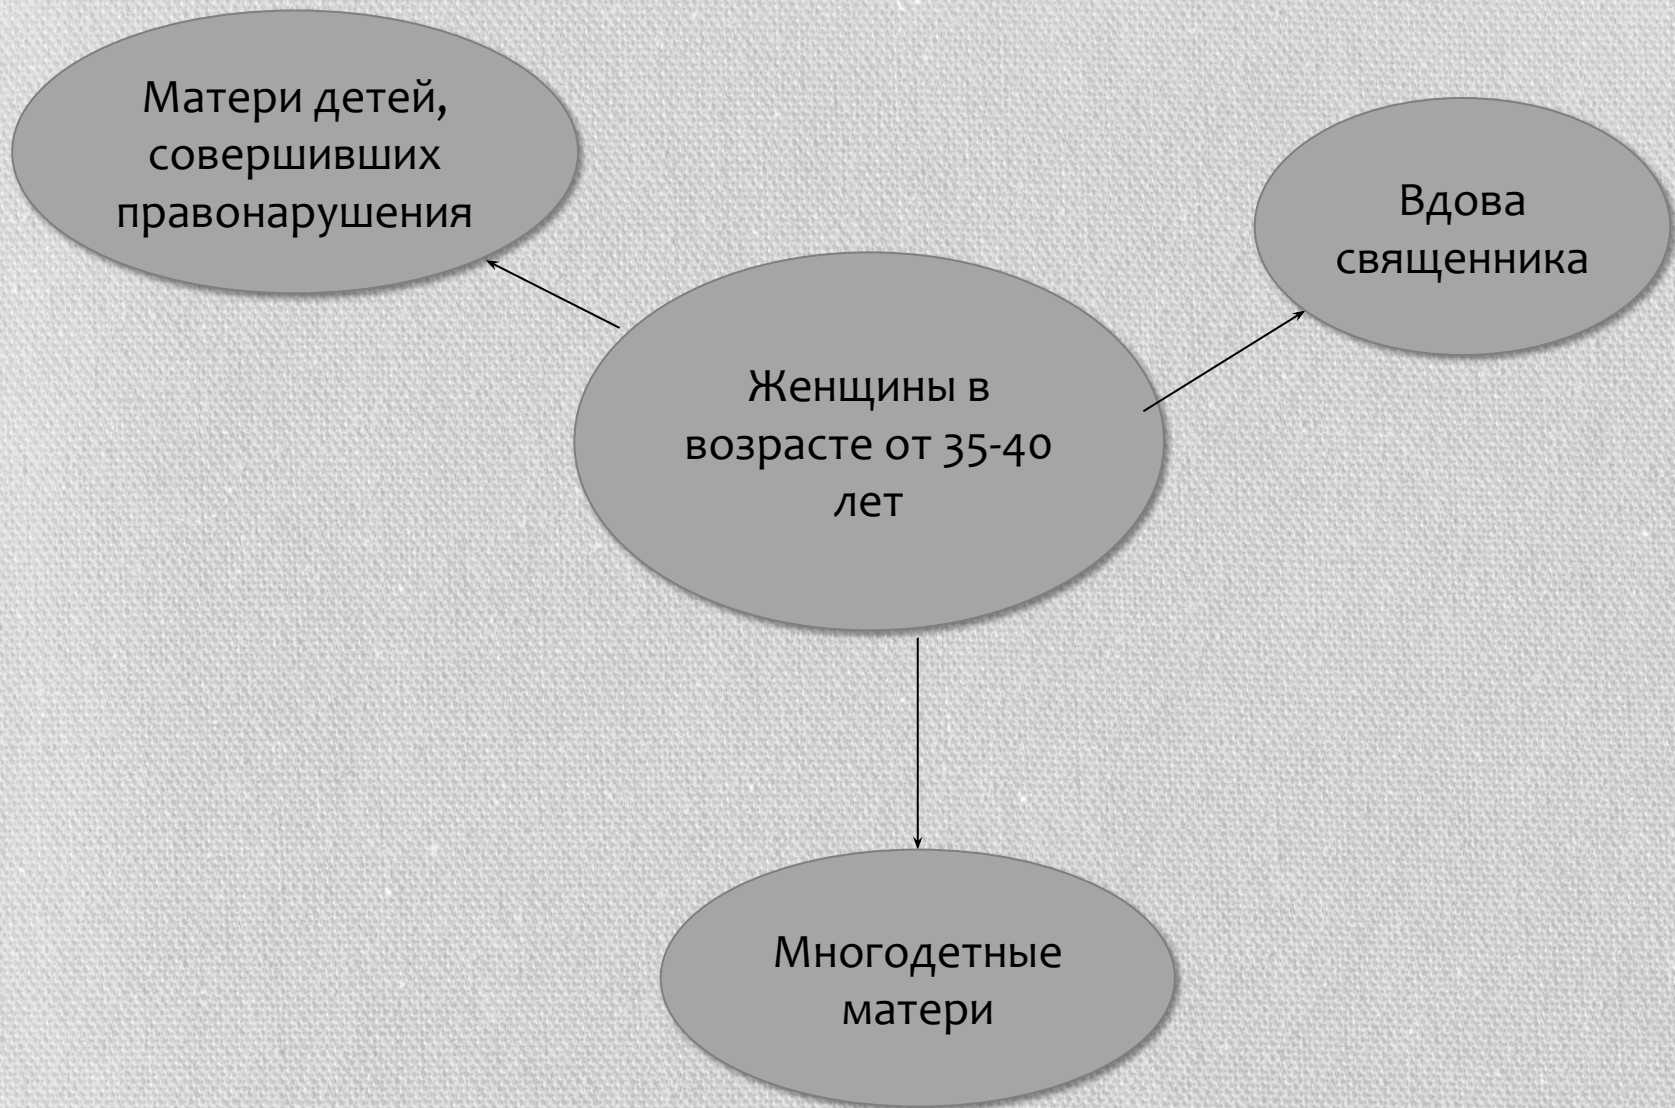 Матери детей,
совершивших
правонарушения
Вдова
священника
Женщины в
возрасте от 35-40
лет
Многодетные
матери